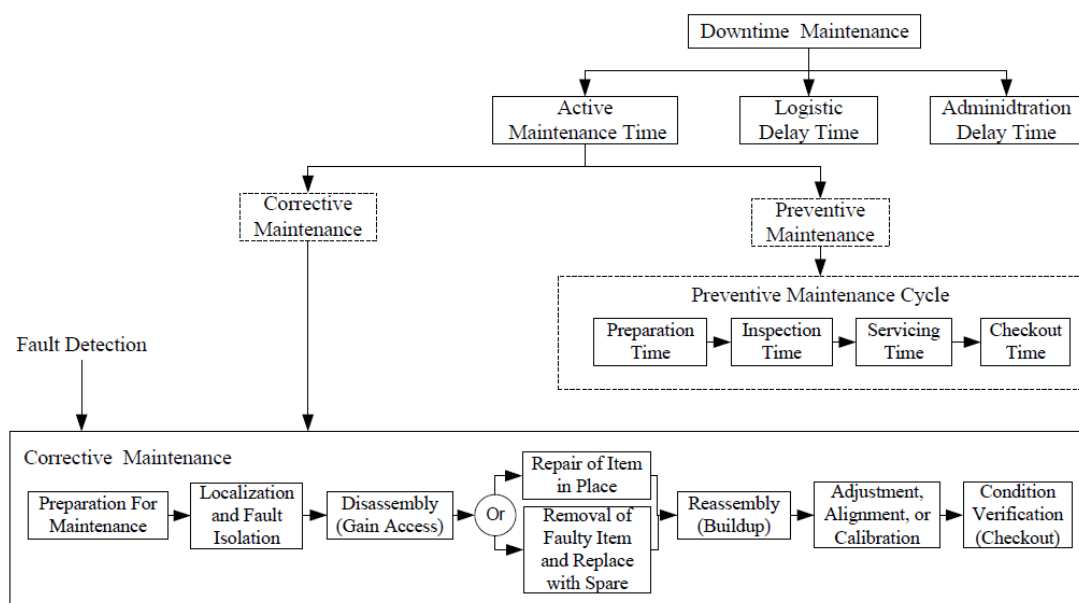 Downtime Maintenance
Active
Maintenance Time
Logistic
Delay Time
Adminidtration
Delay Time
Corrective
Maintenance
Preventive
Maintenance
Preventive Maintenance Cycle
Preparation
Time
Inspection
Time
Servicing
Time
Checkout
Time
Fault Detection
Corrective Maintenance
Preparation For
Maintenance
Localization
and Fault
Isolation
Disassembly
(Gain Access)
Or
Repair of Item
in Place
Removal of
Faulty Item
and Replace
with Spare
Reassembly
(Buildup)
Adjustment,
Alignment, or
Calibration
Condition
Verification
(Checkout)